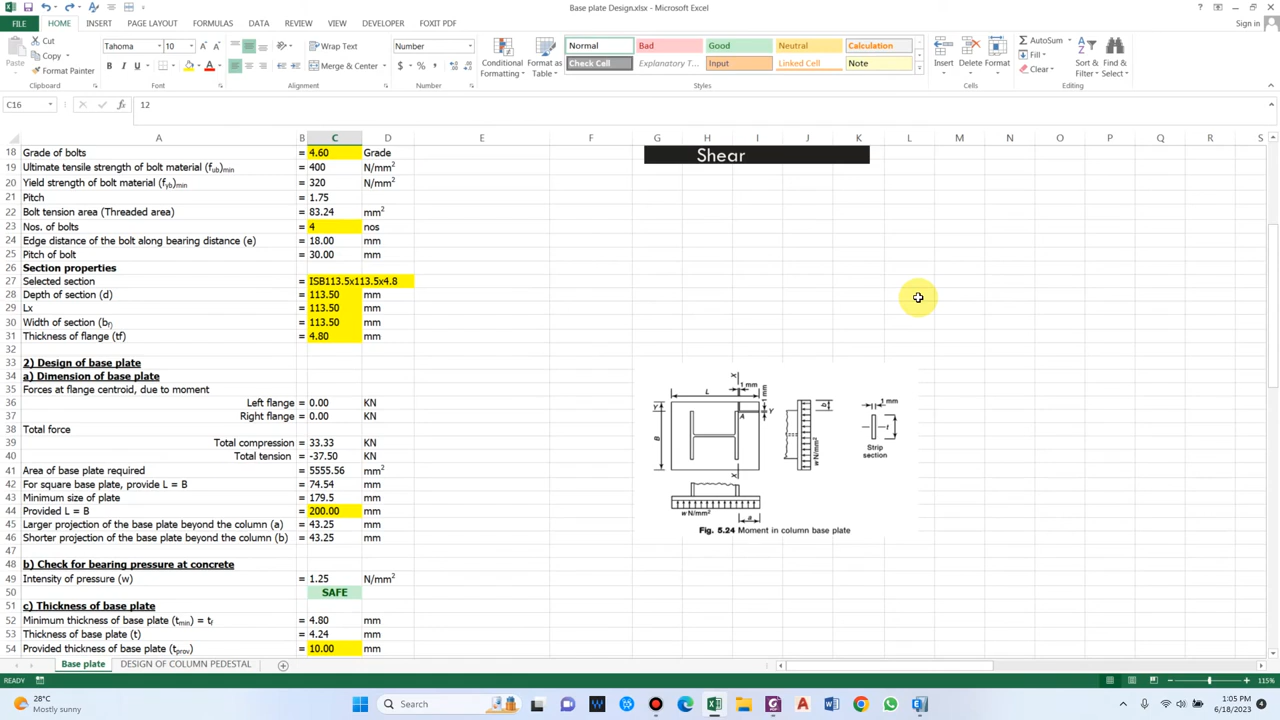 Base plate Design.xlsx - Microsoft Excel
FILE HOME INSERT PAGE LAYOUT FORMULAS DATA REVIEW VIEW DEVELOPER FOXIT PDF Sign in
Paste
Cut
Copy
Format Painter
Clipboard
Tahoma 10
B I U
Font
Wrap Text
Merge & Center
Alignment
Number
$ % ,
Number
Conditional Formatting
Format as Table
Normal Bad Good Neutral Calculation
Check Cell Explanatory T... Input Linked Cell Note
Styles
Insert Delete Format
Cells
AutoSum
Fill
Clear
Sort & Filter
Find & Select
Editing
C16 fx 12
A B C D E F G H I J K L M N O P Q R S
18 Grade of bolts = 4.60 Grade
Shear
19 Ultimate tensile strength of bolt material (fub)min = 400 N/mm2
20 Yield strength of bolt material (fyb)min = 320 N/mm2
21 Pitch = 1.75
22 Bolt tension area (Threaded area) = 83.24 mm2
23 Nos. of bolts = 4 nos
24 Edge distance of the bolt along bearing distance (e) = 18.00 mm
25 Pitch of bolt = 30.00 mm
26 Section properties
27 Selected section = ISB113.5x113.5x4.8
28 Depth of section (d) = 113.50 mm
29 Lx = 113.50 mm
30 Width of section (bf) = 113.50 mm
31 Thickness of flange (tf) = 4.80 mm
32
33 2) Design of base plate
34 a) Dimension of base plate
35 Forces at flange centroid, due to moment
36 Left flange = 0.00 KN
37 Right flange = 0.00 KN
38 Total force
39 Total compression = 33.33 KN
40 Total tension = -37.50 KN
41 Area of base plate required = 5555.56 mm2
42 For square base plate, provide L = B = 74.54 mm
43 Minimum size of plate = 179.5 mm
44 Provided L = B = 200.00 mm
45 Larger projection of the base plate beyond the column (a) = 43.25 mm
46 Shorter projection of the base plate beyond the column (b) = 43.25 mm
47
48 b) Check for bearing pressure at concrete
49 Intensity of pressure (w) = 1.25 N/mm2
50 SAFE
51 c) Thickness of base plate
52 Minimum thickness of base plate (tmin) = tf = 4.80 mm
53 Thickness of base plate (t) = 4.24 mm
54 Provided thickness of base plate (tprov) = 10.00 mm
X
1 mm
L
1 mm
Y
A
Y
B
X
b
w N/mm2
1 mm
t
Strip
section
w N/mm2
a
Fig. 5.24 Moment in column base plate
Base plate DESIGN OF COLUMN PEDESTAL
READY 115%
28°C
Mostly sunny
Search
1:05 PM
6/18/2023